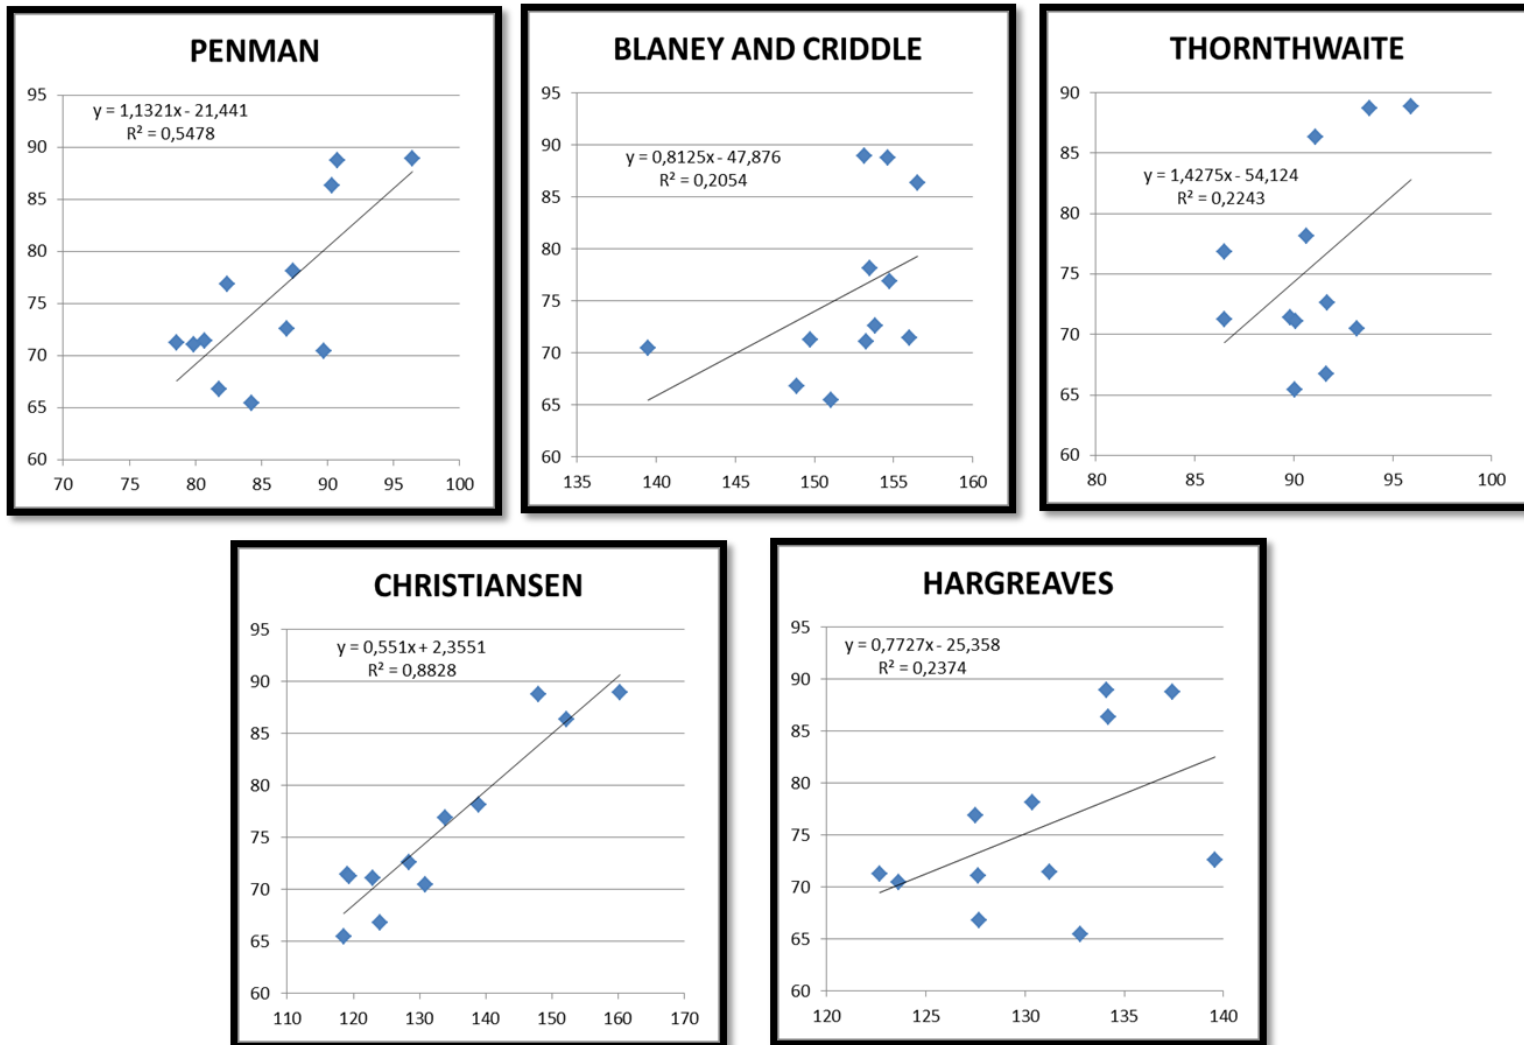 PENMAN
y = 1,1321x - 21,441
R² = 0,5478
95
90
85
80
75
70
65
60
70 75 80 85 90 95 100
BLANEY AND CRIDDLE
y = 0,8125x - 47,876
R² = 0,2054
95
90
85
80
75
70
65
60
135 140 145 150 155 160
THORNTHWAITE
y = 1,4275x - 54,124
R² = 0,2243
90
85
80
75
70
65
60
80 85 90 95 100
CHRISTIANSEN
y = 0,551x + 2,3551
R² = 0,8828
95
90
85
80
75
70
65
60
110 120 130 140 150 160 170
HARGREAVES
y = 0,7727x - 25,358
R² = 0,2374
95
90
85
80
75
70
65
60
120 125 130 135 140